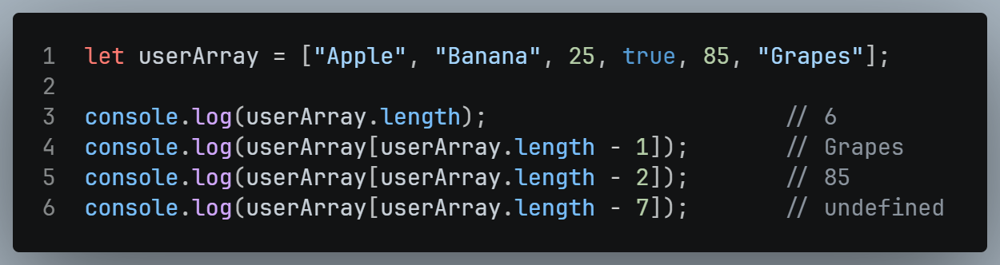 1 let userArray = ["Apple", "Banana", 25, true, 85, "Grapes"];
2
3 console.log(userArray.length); // 6
4 console.log(userArray[userArray.length - 1]); // Grapes
5 console.log(userArray[userArray.length - 2]); // 85
6 console.log(userArray[userArray.length - 7]); // undefined